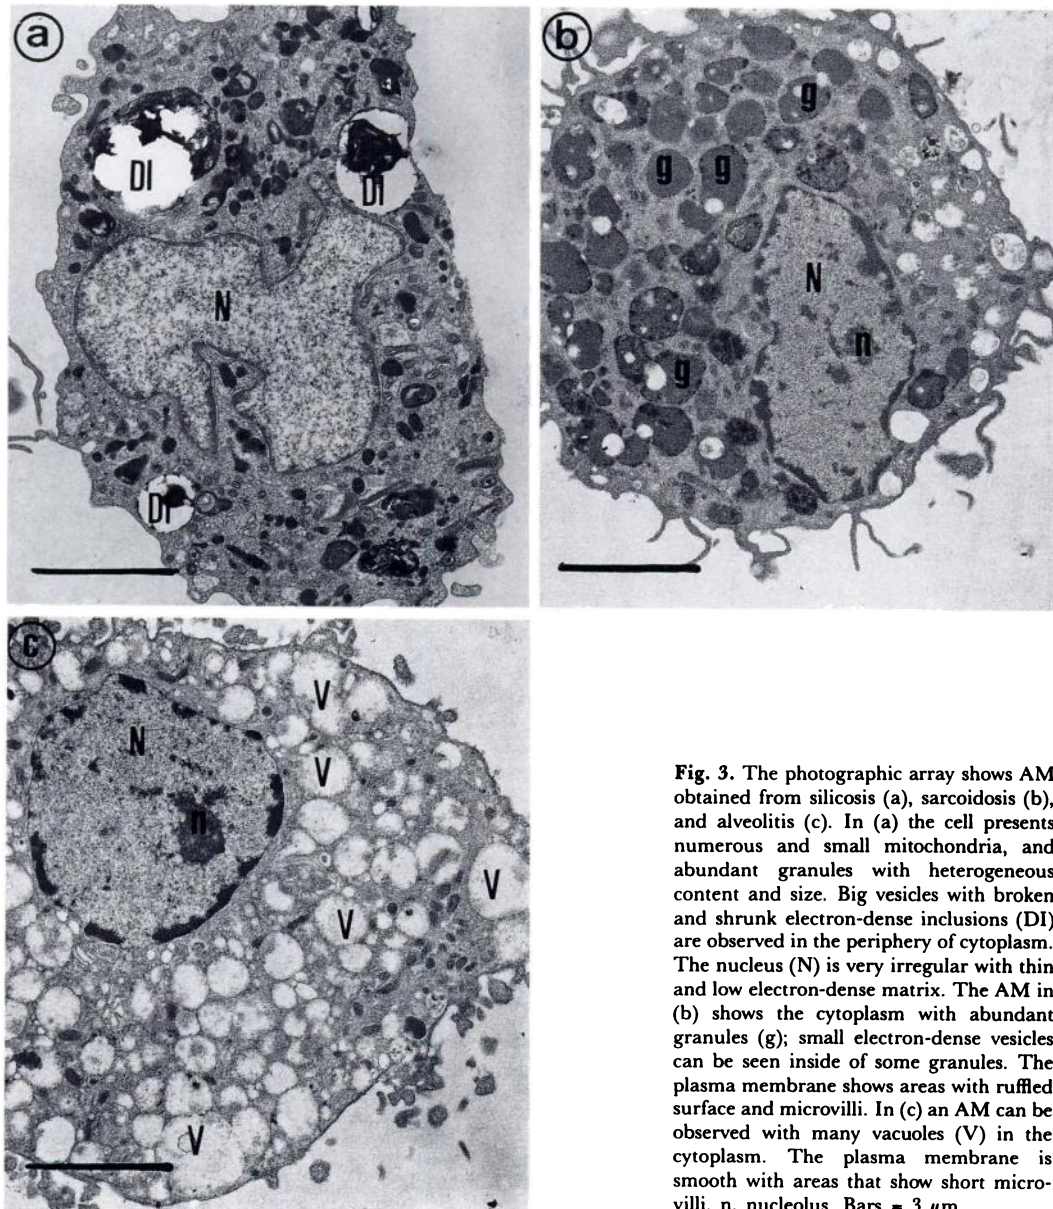 a
DI
DI
N
DI
b
g
g
g
N
n
g
c
V
N
V
n
V
V
V
Fig. 3. The photographic array shows AM
obtained from silicosis (a), sarcoidosis (b),
and alveolitis (c). In (a) the cell presents
numerous and small mitochondria, and
abundant granules with heterogeneous
content and size. Big vesicles with broken
and shrunk electron-dense inclusions (DI)
are observed in the periphery of cytoplasm.
The nucleus (N) is very irregular with thin
and low electron-dense matrix. The AM in
(b) shows the cytoplasm with abundant
granules (g); small electron-dense vesicles
can be seen inside of some granules. The
plasma membrane shows areas with ruffled
surface and microvilli. In (c) an AM can be
observed with many vacuoles (V) in the
cytoplasm. The plasma membrane is
smooth with areas that show short micro-
villi. n, nucleolus. Bars = 3 μm